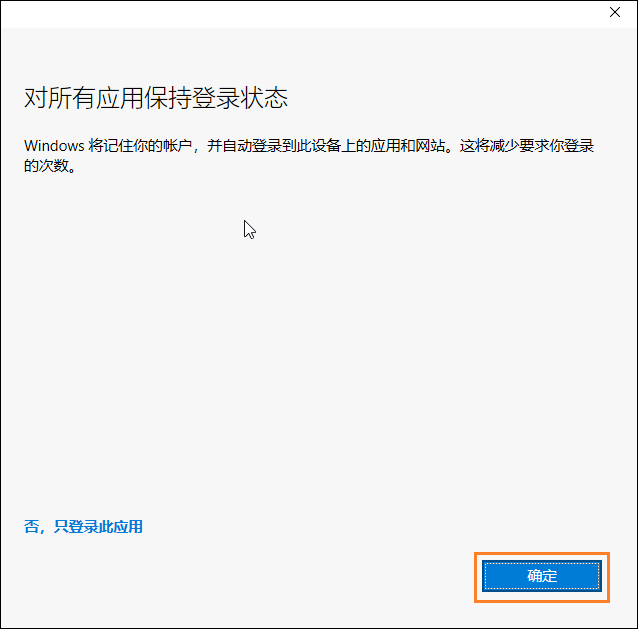 对所有应用保持登录状态
Windows 将记住你的帐户，并自动登录到此设备上的应用和网站。这将减少要求你登录
的次数。
否，只登录此应用
确定